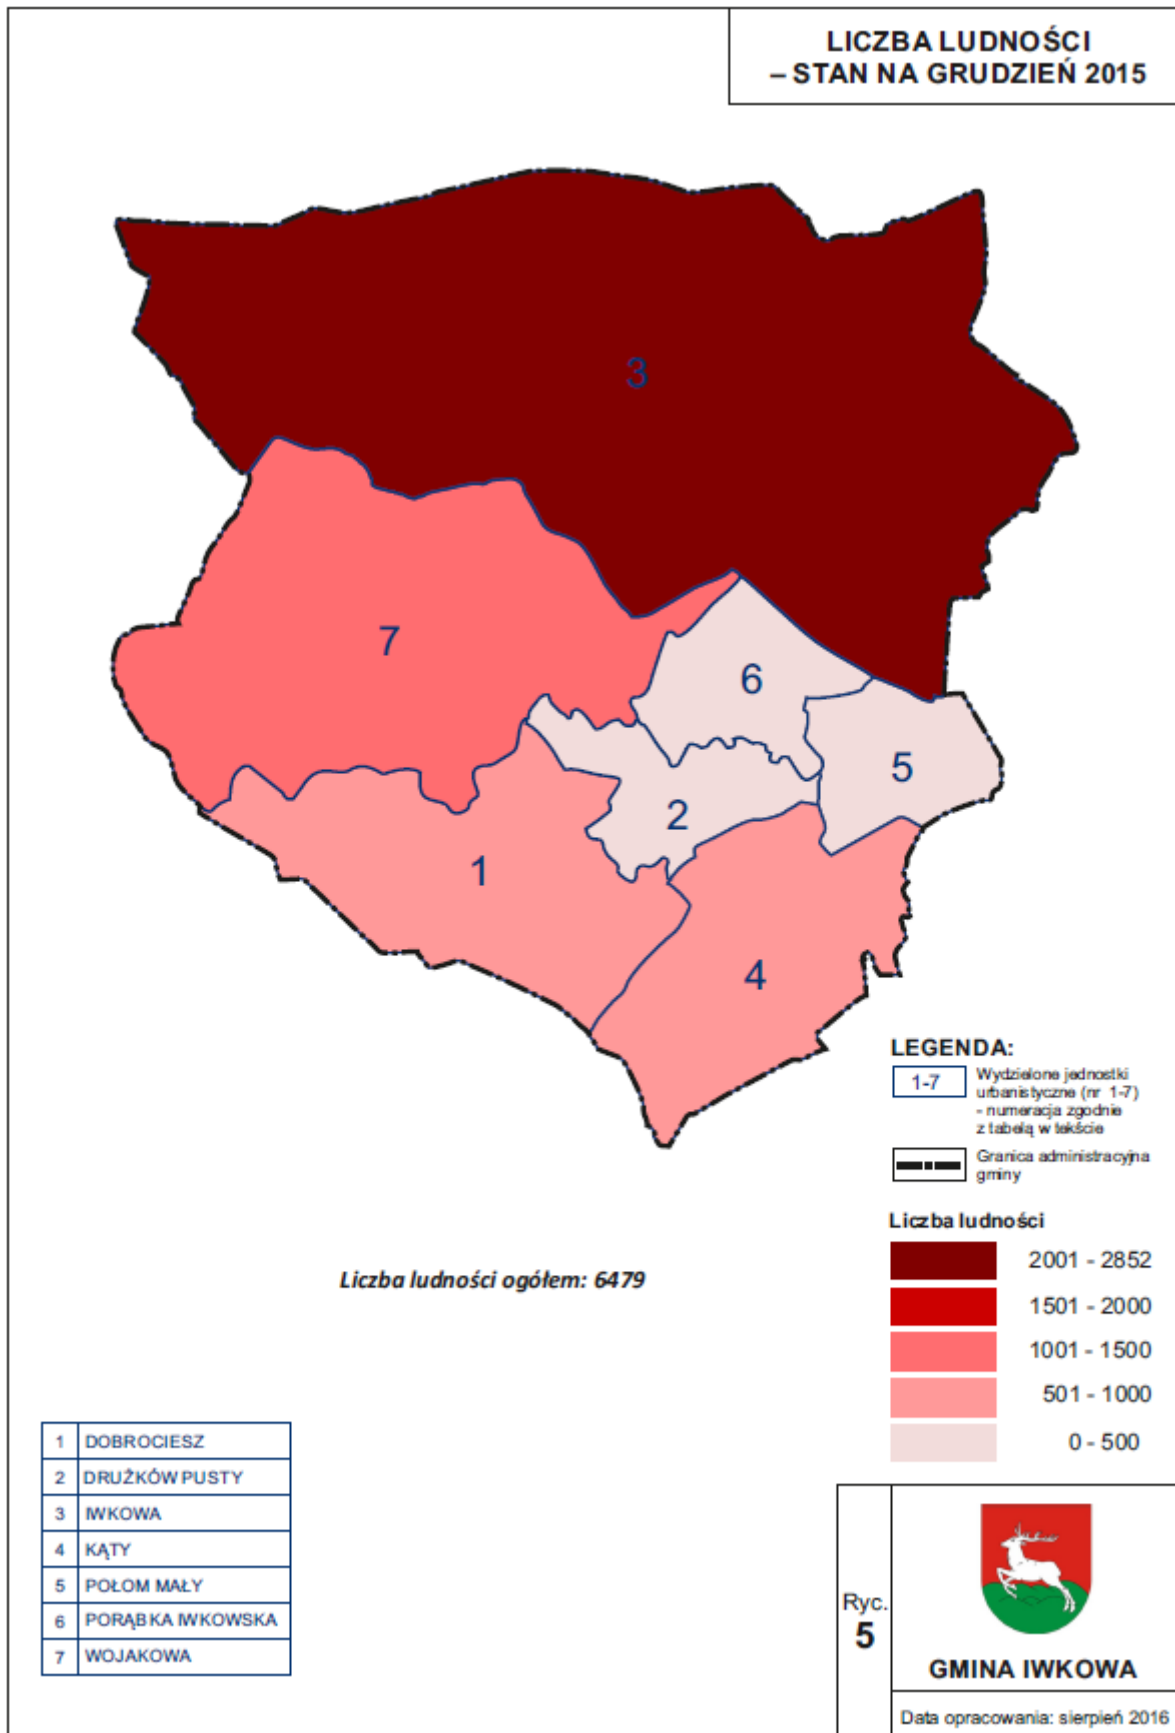 LICZBA LUDNOŚCI
– STAN NA GRUDZIEŃ 2015
3
7
6
5
2
1
4
LEGENDA:
1-7
Wydzielone jednostki
urbanistyczne (nr 1-7)
- numeracja zgodnie
z tabelą w tekście
Granica administracyjna
gminy
Liczba ludności
2001 - 2852
1501 - 2000
1001 - 1500
501 - 1000
0 - 500
Liczba ludności ogółem: 6479
1 DOBROCIESZ
2 DRUŻKÓW PUSTY
3 IWKOWA
4 KĄTY
5 POŁOM MAŁY
6 PORĄBKA IWKOWSKA
7 WOJAKOWA
Ryc.
5
GMINA IWKOWA
Data opracowania: sierpień 2016